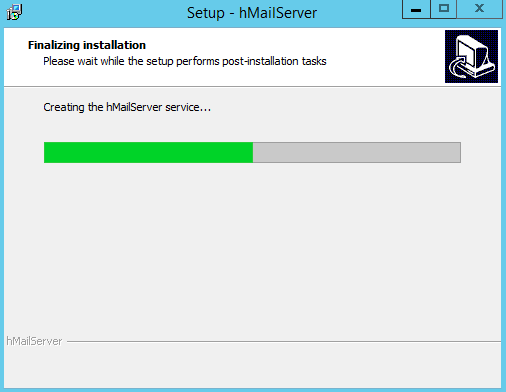 Setup - hMailServer
Finalizing installation
Please wait while the setup performs post-installation tasks
Creating the hMailServer service...
hMailServer